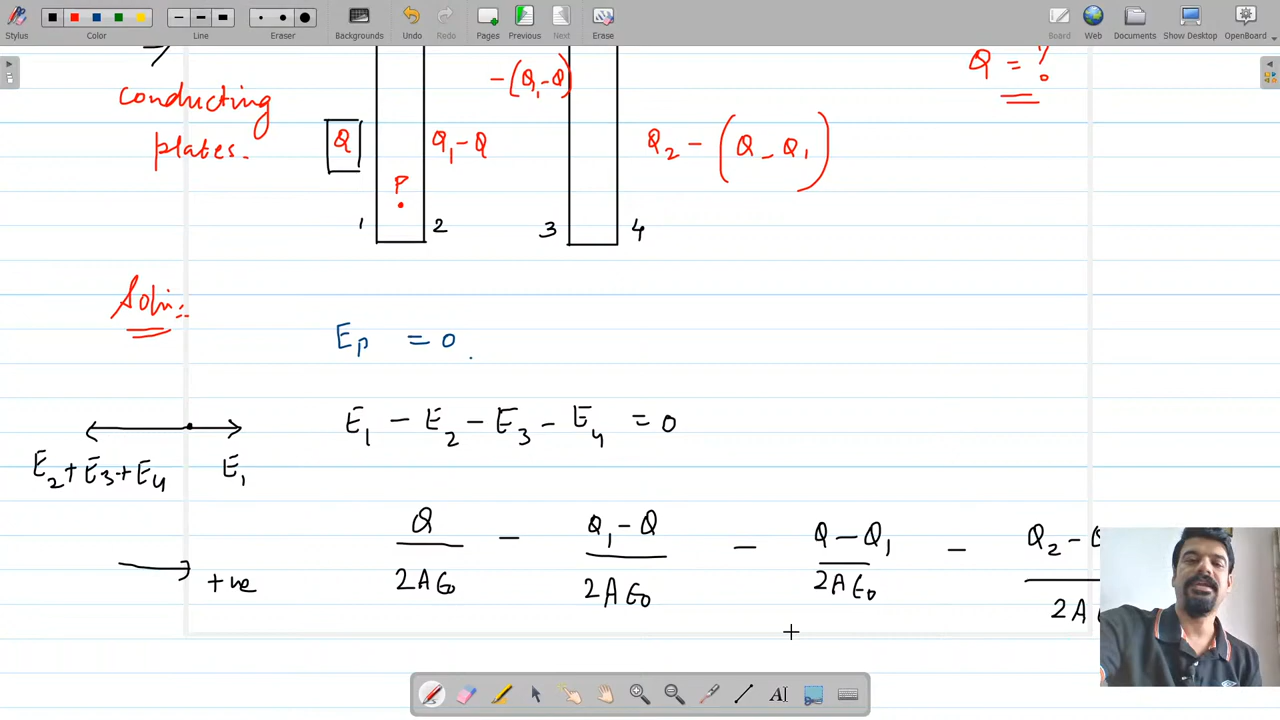 Stylus Color Line Eraser Backgrounds Undo Redo Pages Previous Next Erase Board Web Documents Show Desktop OpenBoard
Q = ?
-(Q₁-Q)
conducting
plates.
Q Q₁-Q Q₂ - (Q - Q₁)
P
1 2 3 4
Soln:
Eₚ = 0
E₁ - E₂ - E₃ - E₄ = 0
E₂ + E₃ + E₄ E₁
Q/2Aϵ₀ - Q₁-Q/2Aϵ₀ - Q-Q₁/2Aϵ₀ - Q₂-/2A
+ve